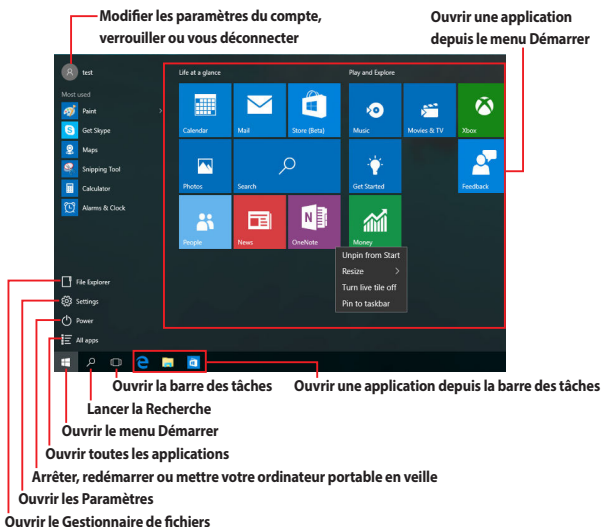 Modifier les paramètres du compte,
verrouiller ou vous déconnecter
Ouvrir une application
depuis le menu Démarrer
test
Most used
Paint
Get Skype
Maps
Snipping Tool
Calculator
Alarms & Clock
File Explorer
Settings
Power
All apps
Life at a glance
Calendar
Mail
Store (Beta)
Photos
Search
People
News
OneNote
Play and Explore
Music
Movies & TV
Xbox
Get Started
Feedback
Money
Unpin from Start
Resize
Turn live tile off
Pin to taskbar
Ouvrir la barre des tâches
Ouvrir une application depuis la barre des tâches
Lancer la Recherche
Ouvrir le menu Démarrer
Ouvrir toutes les applications
Arrêter, redémarrer ou mettre votre ordinateur portable en veille
Ouvrir les Paramètres
Ouvrir le Gestionnaire de fichiers